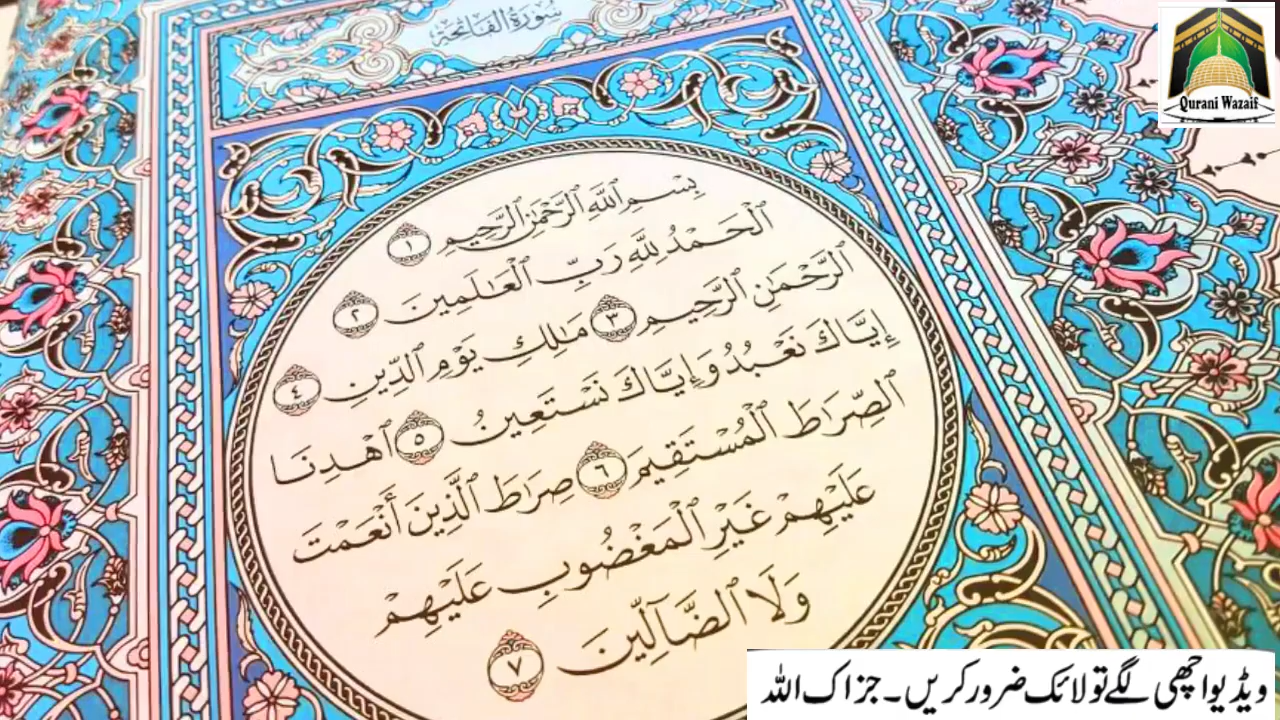 سُورَةُ الفَاتِحَةِ
Qurani Wazaif
بِسْمِ ٱللَّهِ ٱلرَّحْمَٰنِ ٱلرَّحِيمِ ١
ٱلْحَمْدُ لِلَّهِ رَبِّ ٱلْعَٰلَمِينَ ٢
ٱلرَّحْمَٰنِ ٱلرَّحِيمِ ٣ مَٰلِكِ يَوْمِ ٱلدِّينِ ٤
إِيَّاكَ نَعْبُدُ وَإِيَّاكَ نَسْتَعِينُ ٥ ٱهْدِنَا
ٱلصِّرَٰطَ ٱلْمُسْتَقِيمَ ٦ صِرَٰطَ ٱلَّذِينَ أَنْعَمْتَ
عَلَيْهِمْ غَيْرِ ٱلْمَغْضُوبِ عَلَيْهِمْ
وَلَا ٱلضَّآلِّينَ ٧
ویڈیو اچھی لگے تو لائک ضرور کریں۔ جزاک اللہ